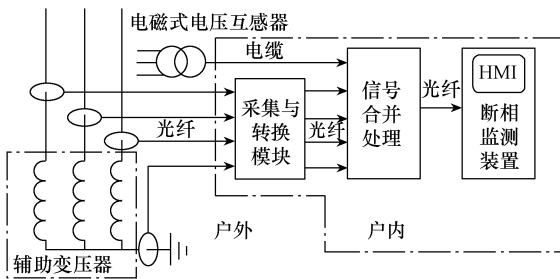 电磁式电压互感器
电缆
光纤
采集与
转换
模块
光纤
信号
合并
处理
光纤
HMI
断相
监测
装置
户外
户内
辅助变压器